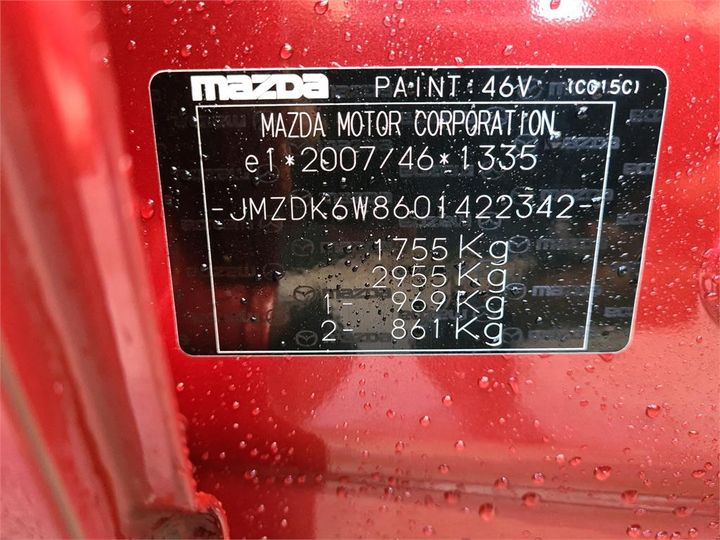 mazda PAINT 46V (CG15C)
MAZDA MOTOR CORPORATION
e1*2007/46*1335
-JMZDK6W8601422342-
1755 Kg
2955 Kg
1- 969 Kg
2- 861 Kg